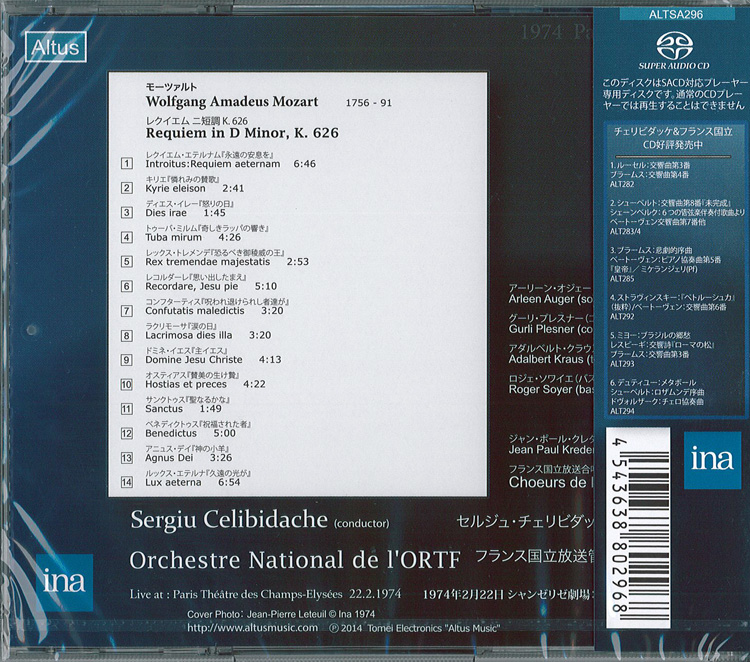 Altus
1974 Pa
モーツァルト
Wolfgang Amadeus Mozart 1756 - 91
レクイエム ニ短調 K. 626
Requiem in D Minor, K. 626
レクイエム・エテルナム『永遠の安息を』
1 Introitus:Requiem aeternam 6:46
キリエ『憐れみの賛歌』
2 Kyrie eleison 2:41
ディエス・イレー『怒りの日』
3 Dies irae 1:45
トゥーバ・ミルム『奇しきラッパの響き』
4 Tuba mirum 4:26
レックス・トレメンデ『恐るべき御稜威の王』
5 Rex tremendae majestatis 2:53
レコルダーレ『思い出したまえ』
6 Recordare, Jesu pie 5:10
コンフターティス『呪われ退けられし者達が』
7 Confutatis maledictis 3:20
ラクリモーサ『涙の日』
8 Lacrimosa dies illa 3:20
ドミネ・イエス『主イエス』
9 Domine Jesu Christe 4:13
オスティアス『賛美の生け贄』
10 Hostias et preces 4:22
サンクトゥス『聖なるかな』
11 Sanctus 1:49
ベネディクトゥス『祝福された者』
12 Benedictus 5:00
アニュス・デイ『神の小羊』
13 Agnus Dei 3:26
ルックス・エテルナ『久遠の光が』
14 Lux aeterna 6:54
アーリーン・オジェー
Arleen Auger (so
グーリ・プレスナー(コ
Gurli Plesner (co
アダルベルト・クラウ
Adalbert Kraus (t
ロジェ・ソワイエ(バス
Roger Soyer (bas
ジャン・ポール・クレダ
Jean Paul Kreder
フランス国立放送合
Choeurs de l
Sergiu Celibidache (conductor) セルジュ・チェリビダッ
Orchestre National de l'ORTF フランス国立放送管
Live at : Paris Théâtre des Champs-Elysées 22.2.1974 1974年2月22日 シャンゼリゼ劇場:
Cover Photo: Jean-Pierre Leteuil © Ina 1974
http://www.altusmusic.com/ ℗ 2014 Tomei Electronics "Altus Music"
ina
ALTSA296
SUPER AUDIO CD
このディスクはSACD対応プレーヤー
専用ディスクです。通常のCDプレー
ヤーでは再生することはできません
チェリビダッケ&フランス国立
CD好評発売中
1. ルーセル:交響曲第3番
ブラームス:交響曲第4番
ALT282
2. シューベルト:交響曲第8番「未完成」
シェーンベルク:6つの管弦楽伴奏付歌曲より
ベートーヴェン交響曲第7番他
ALT283/4
3. ブラームス:悲劇的序曲
ベートーヴェン:ピアノ協奏曲第5番
「皇帝」/ミケランジェリ(Pf)
ALT285
4. ストラヴィンスキー:『ペトルーシュカ』
(抜粋)/ベートーヴェン:交響曲第6番
ALT292
5. ミヨー:ブラジルの郷愁
レスピーギ:交響詩『ローマの松』
ブラームス:交響曲第3番
ALT293
6. デュティユー:メタボール
シューベルト:ロザムンデ序曲
ドヴォルザーク:チェロ協奏曲
ALT294
4543638802968
ina